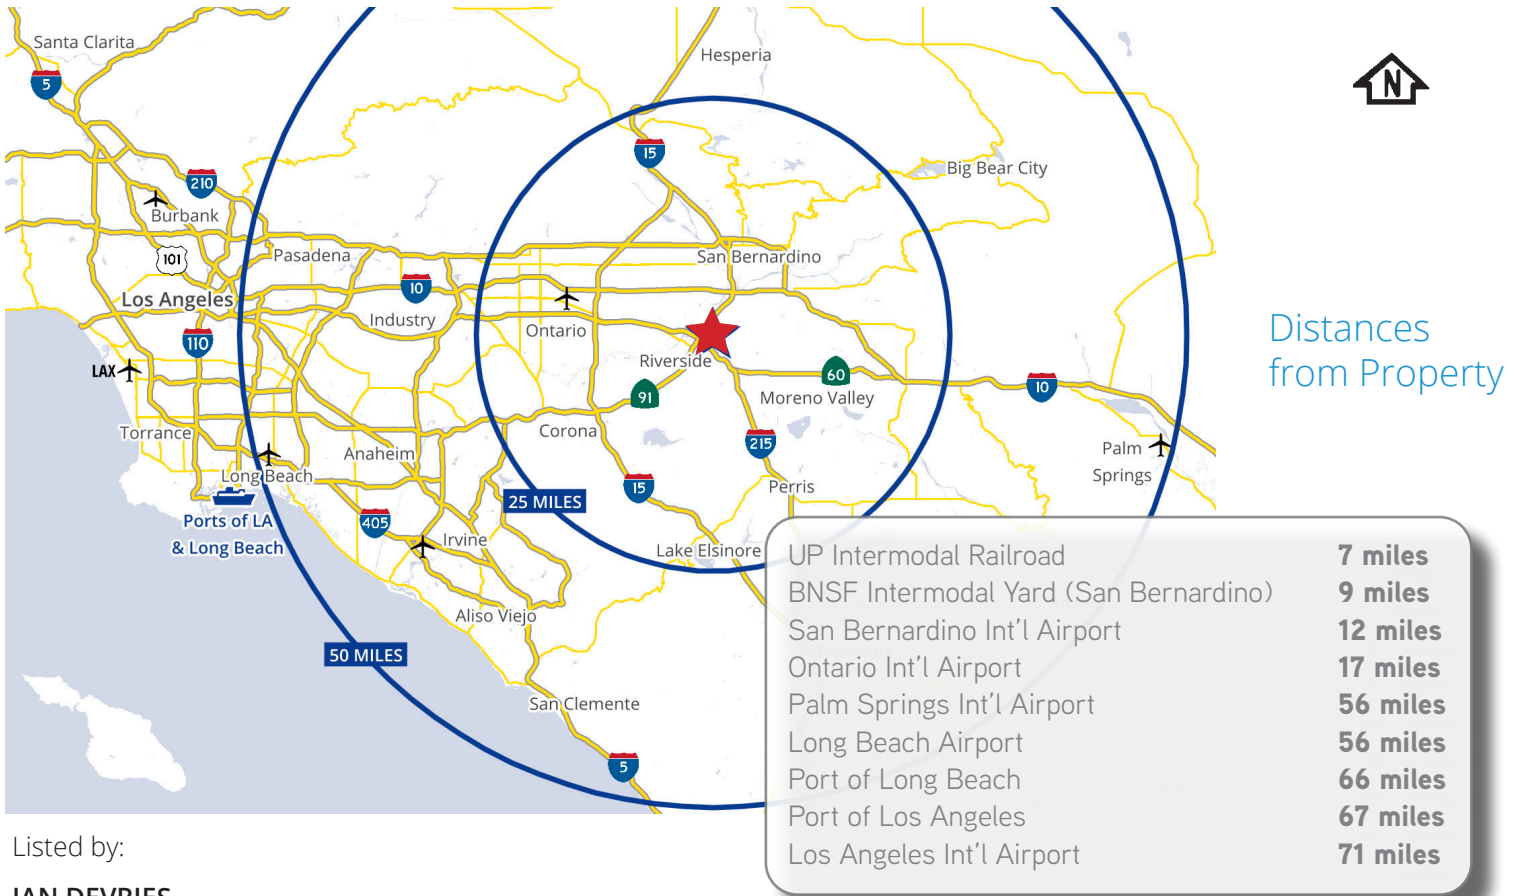 Santa Clarita
Hesperia
5
N
15
Big Bear City
210
Burbank
101
Pasadena
San Bernardino
10
Los Angeles
Industry
Ontario
110
Riverside
LAX
60
10
91
Moreno Valley
Torrance
Corona
215
Anaheim
Palm
Springs
Long Beach
15
Perris
25 MILES
Ports of LA
& Long Beach
405
Irvine
Lake Elsinore
Aliso Viejo
50 MILES
San Clemente
5
Temecula
Distances
from Property
UP Intermodal Railroad 7 miles
BNSF Intermodal Yard (San Bernardino) 9 miles
San Bernardino Int'l Airport 12 miles
Ontario Int'l Airport 17 miles
Palm Springs Int'l Airport 56 miles
Long Beach Airport 56 miles
Port of Long Beach 66 miles
Port of Los Angeles 67 miles
Los Angeles Int'l Airport 71 miles
Listed by:
JAN DEVRIES